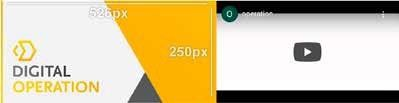 526px
250px
DIGITAL
OPERATION
O operation